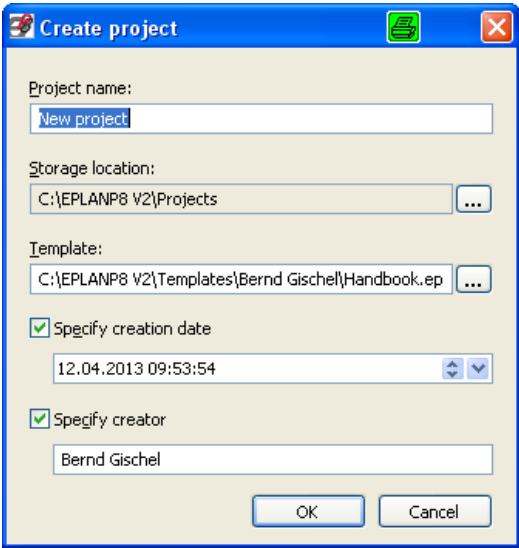 Create project
Project name:
New project
Storage location:
C:\EPLANP8 V2\Projects
...
Template:
C:\EPLANP8 V2\Templates\Bernd Gischel\Handbook.ep
...
Specify creation date
12.04.2013 09:53:54
Specify creator
Bernd Gischel
OK
Cancel